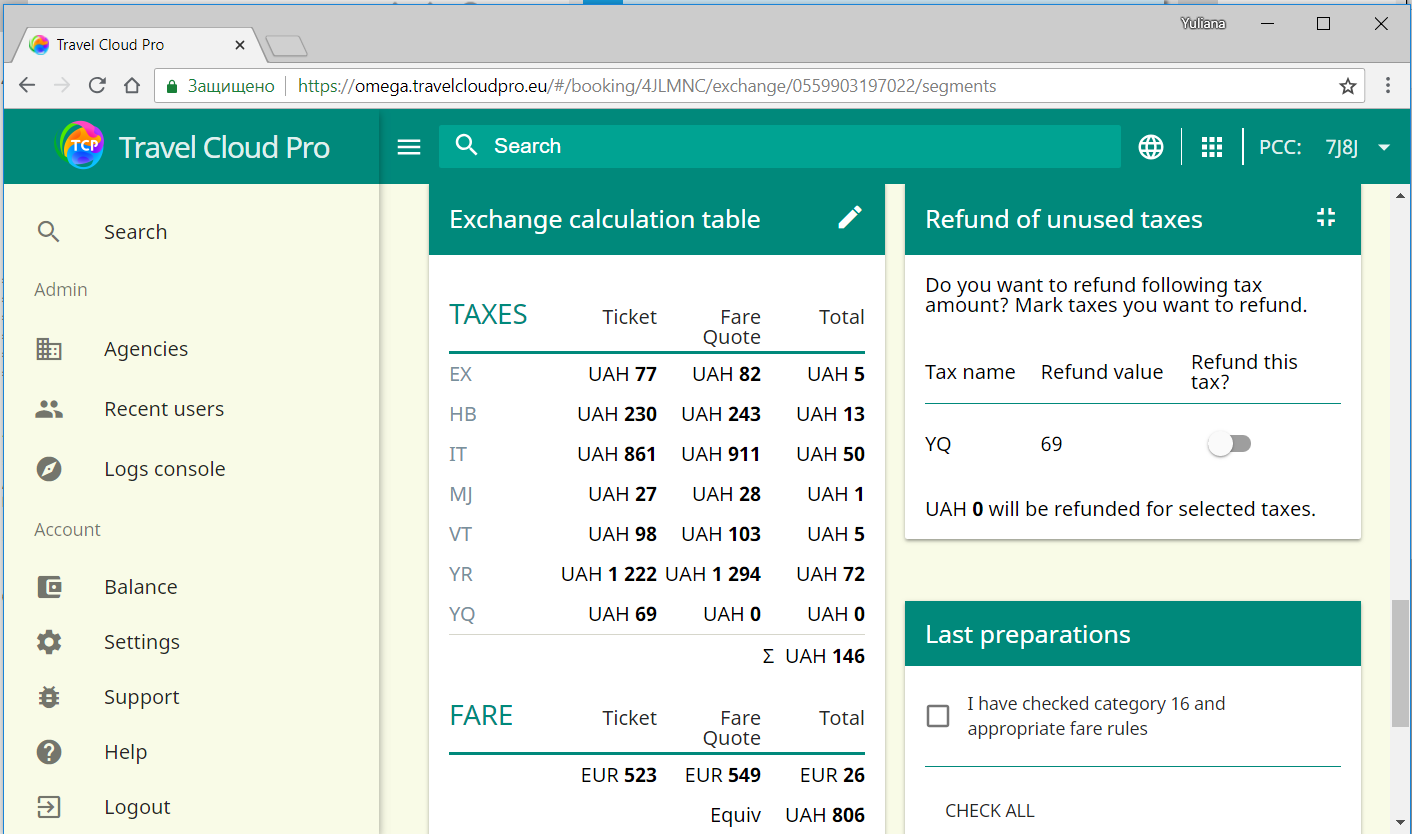 Yuliana
Travel Cloud Pro
Защищено https://omega.travelcloudpro.eu/#/booking/4JLMNC/exchange/0559903197022/segments
TCP Travel Cloud Pro
Search
PCC: 7J8J
Search
Admin
Agencies
Recent users
Logs console
Account
Balance
Settings
Support
Help
Logout
Exchange calculation table
TAXES Ticket Fare Total
Quote
EX UAH 77 UAH 82 UAH 5
HB UAH 230 UAH 243 UAH 13
IT UAH 861 UAH 911 UAH 50
MJ UAH 27 UAH 28 UAH 1
VT UAH 98 UAH 103 UAH 5
YR UAH 1 222 UAH 1 294 UAH 72
YQ UAH 69 UAH 0 UAH 0
Σ UAH 146
FARE Ticket Fare Total
Quote
EUR 523 EUR 549 EUR 26
Equiv UAH 806
Refund of unused taxes
Do you want to refund following tax
amount? Mark taxes you want to refund.
Tax name Refund value Refund this
tax?
YQ 69
UAH 0 will be refunded for selected taxes.
Last preparations
I have checked category 16 and
appropriate fare rules
CHECK ALL